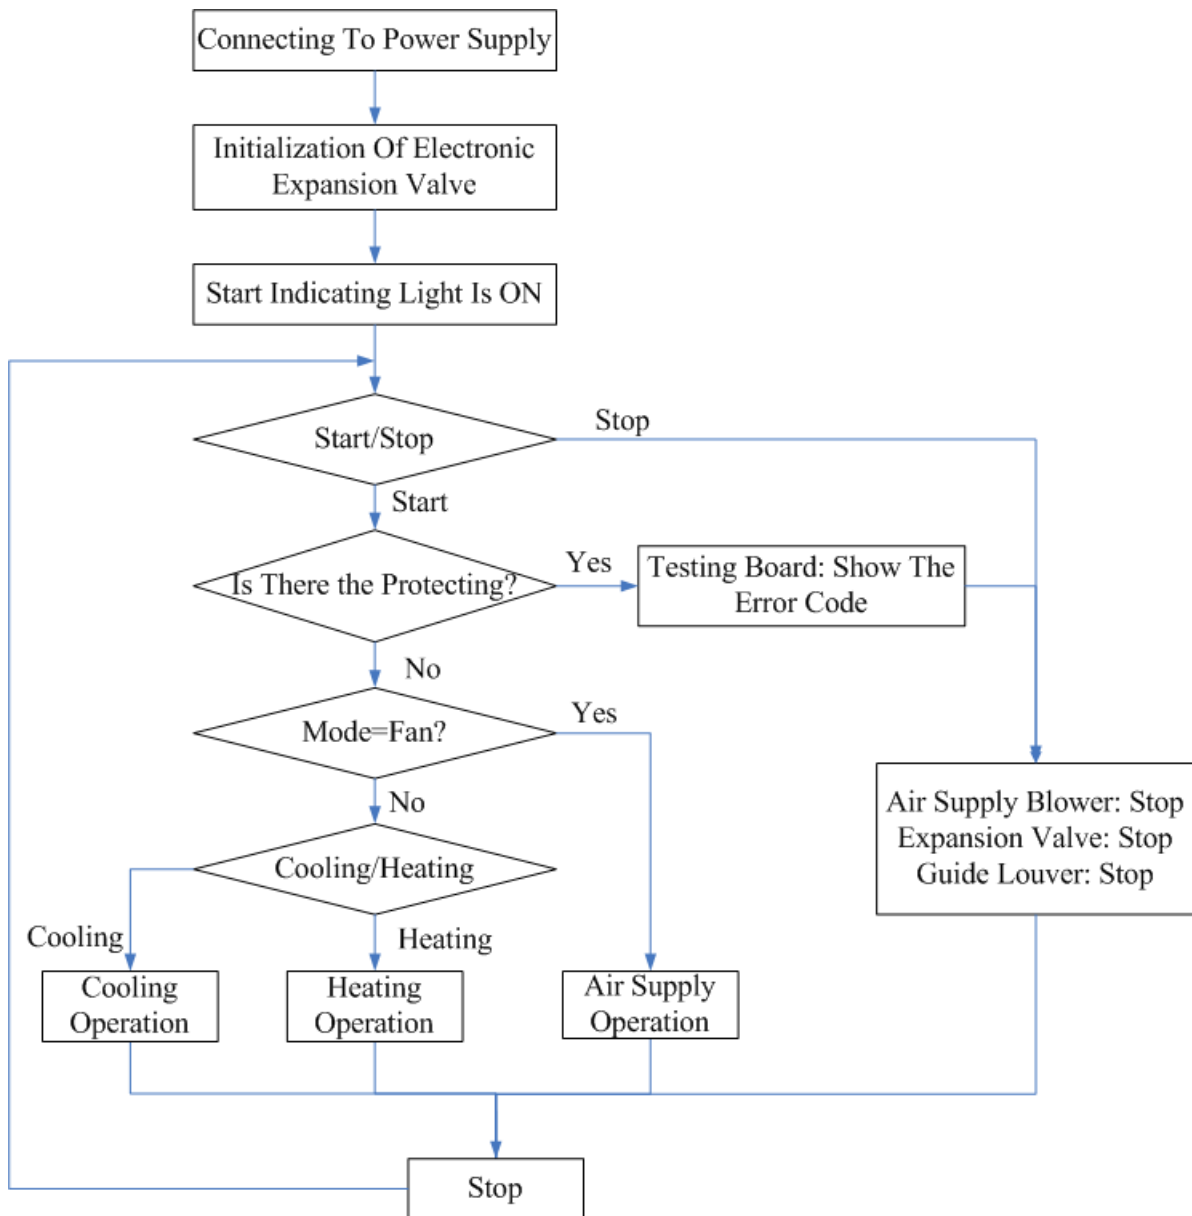 Connecting To Power Supply
Initialization Of Electronic
Expansion Valve
Start Indicating Light Is ON
Start/Stop
Stop
Start
Is There the Protecting?
Yes
Testing Board: Show The
Error Code
No
Mode=Fan?
Yes
No
Air Supply Blower: Stop
Expansion Valve: Stop
Guide Louver: Stop
Cooling/Heating
Cooling
Heating
Cooling
Operation
Heating
Operation
Air Supply
Operation
Stop